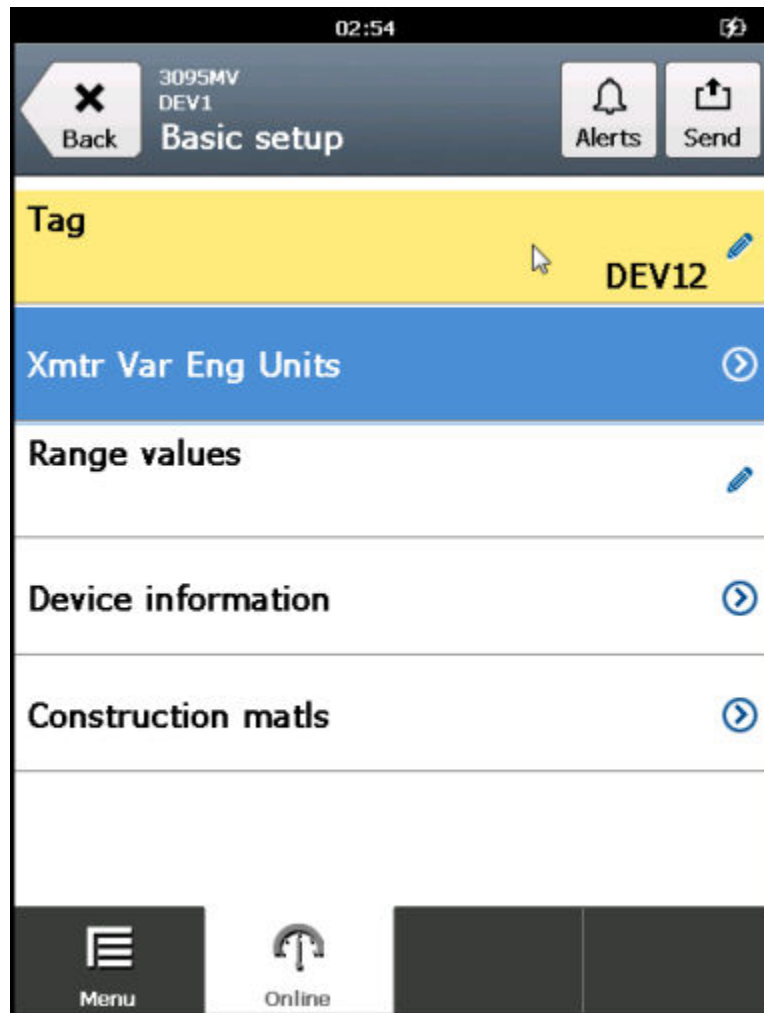 02:54
Back
3095MV
DEV1
Basic setup
Alerts
Send
Tag
DEV12
Xmtr Var Eng Units
Range values
Device information
Construction matls
Menu
Online